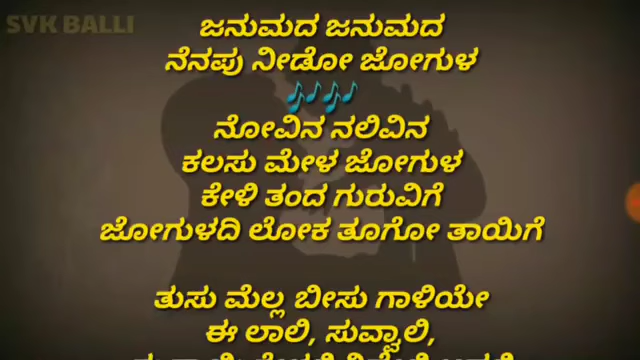 SVK BALLI
ಜನುಮದ ಜನುಮದ
ನೆನಪು ನೀಡೋ ಜೋಗುಳ
ನೋವಿನ ನಲಿವಿನ
ಕಲಸು ಮೇಳ ಜೋಗುಳ
ಕೇಳಿ ತಂದ ಗುರುವಿಗೆ
ಜೋಗುಳದಿ ಲೋಕ ತೂಗೋ ತಾಯಿಗೆ
ತುಸು ಮೆಲ್ಲ ಬೀಸು ಗಾಳಿಯೇ
ಈ ಲಾಲಿ, ಸುವ್ವಾಲಿ,